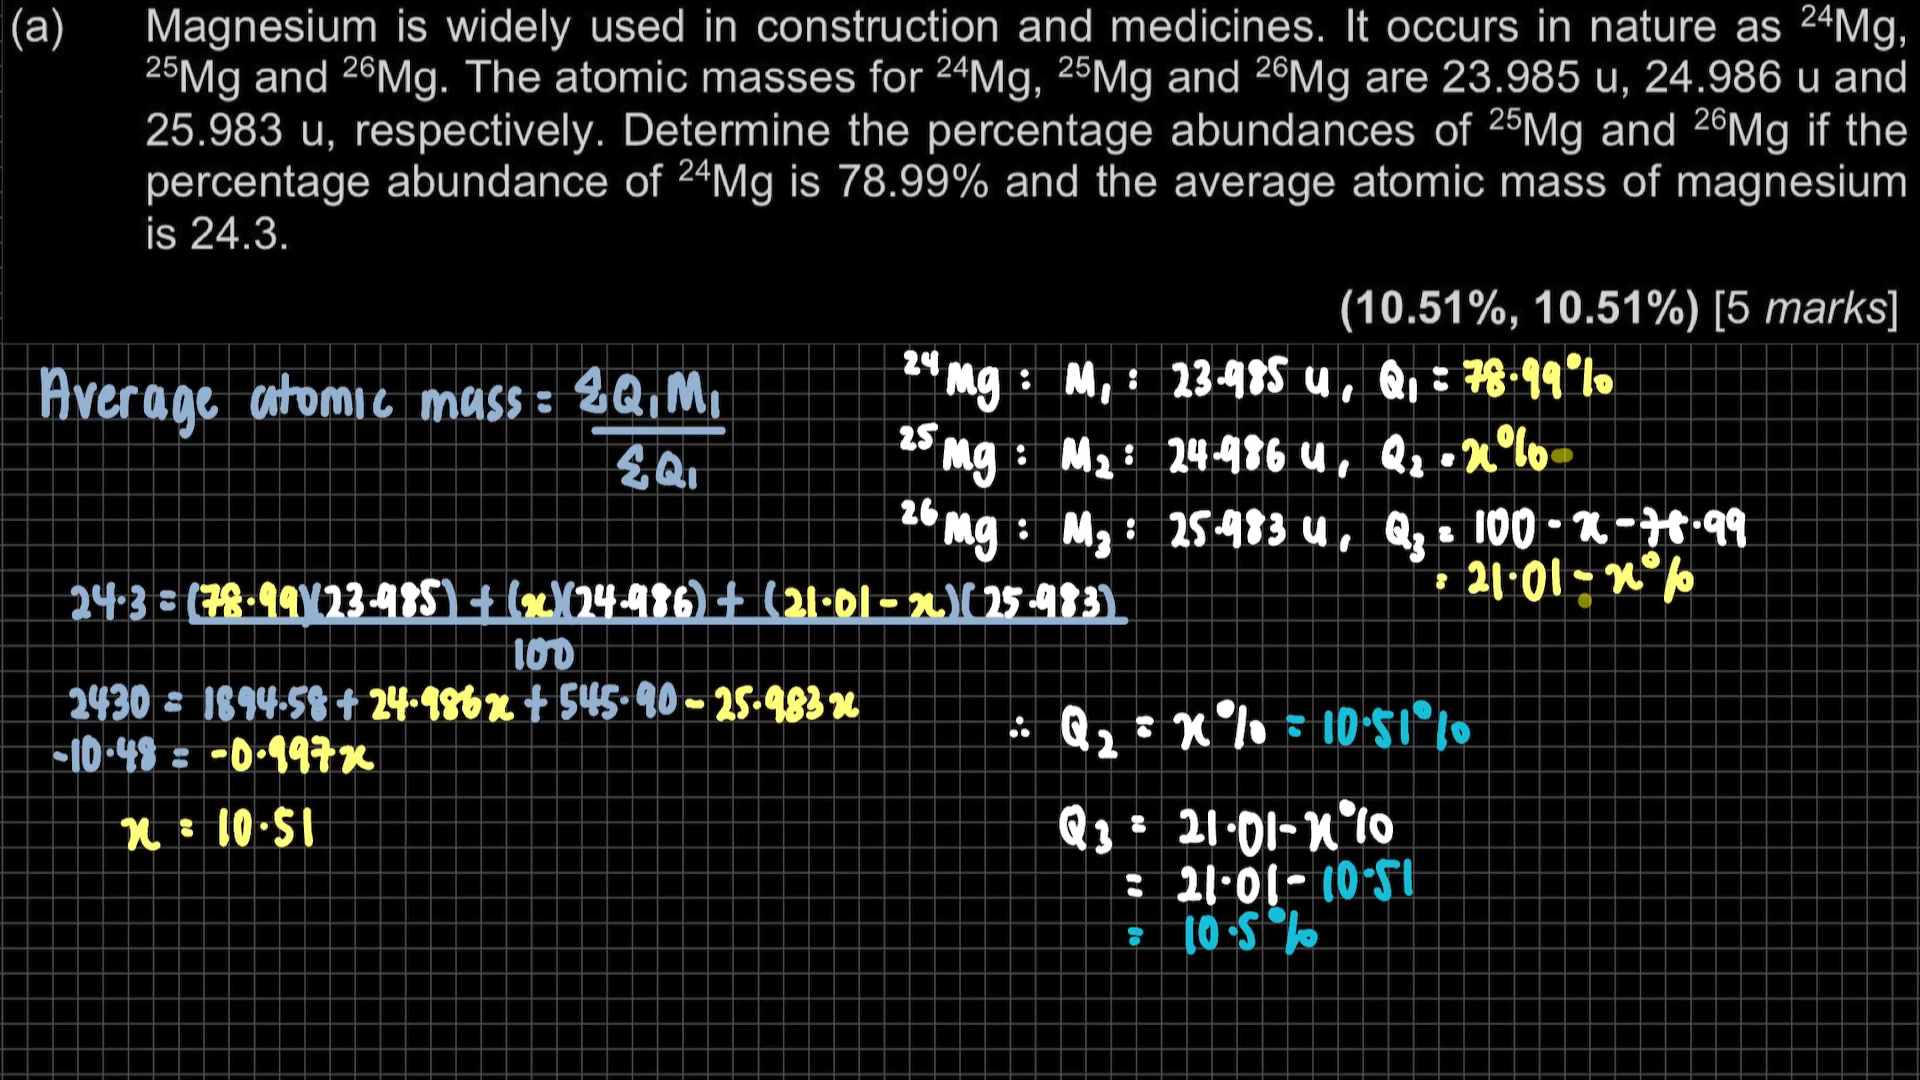 (a) Magnesium is widely used in construction and medicines. It occurs in nature as ²⁴Mg,
²⁵Mg and ²⁶Mg. The atomic masses for ²⁴Mg, ²⁵Mg and ²⁶Mg are 23.985 u, 24.986 u and
25.983 u, respectively. Determine the percentage abundances of ²⁵Mg and ²⁶Mg if the
percentage abundance of ²⁴Mg is 78.99% and the average atomic mass of magnesium
is 24.3.
(10.51%, 10.51%) [5 marks]
Average atomic mass = ΣQ₁M₁
ΣQ₁
²⁴Mg : M₁ : 23.985 u, Q₁ = 78.99%
²⁵Mg : M₂ : 24.986 u, Q₂ = x%
²⁶Mg : M₃ : 25.983 u, Q₃ = 100 - x - 78.99
= 21.01 - x%
24.3 = (78.99)(23.985) + (x)(24.986) + (21.01 - x)(25.983)
100
2430 = 1894.58 + 24.986x + 545.90 - 25.983x
-10.48 = -0.997x
x = 10.51
∴ Q₂ = x% = 10.51%
Q₃ = 21.01 - x%
= 21.01 - 10.51
= 10.5%